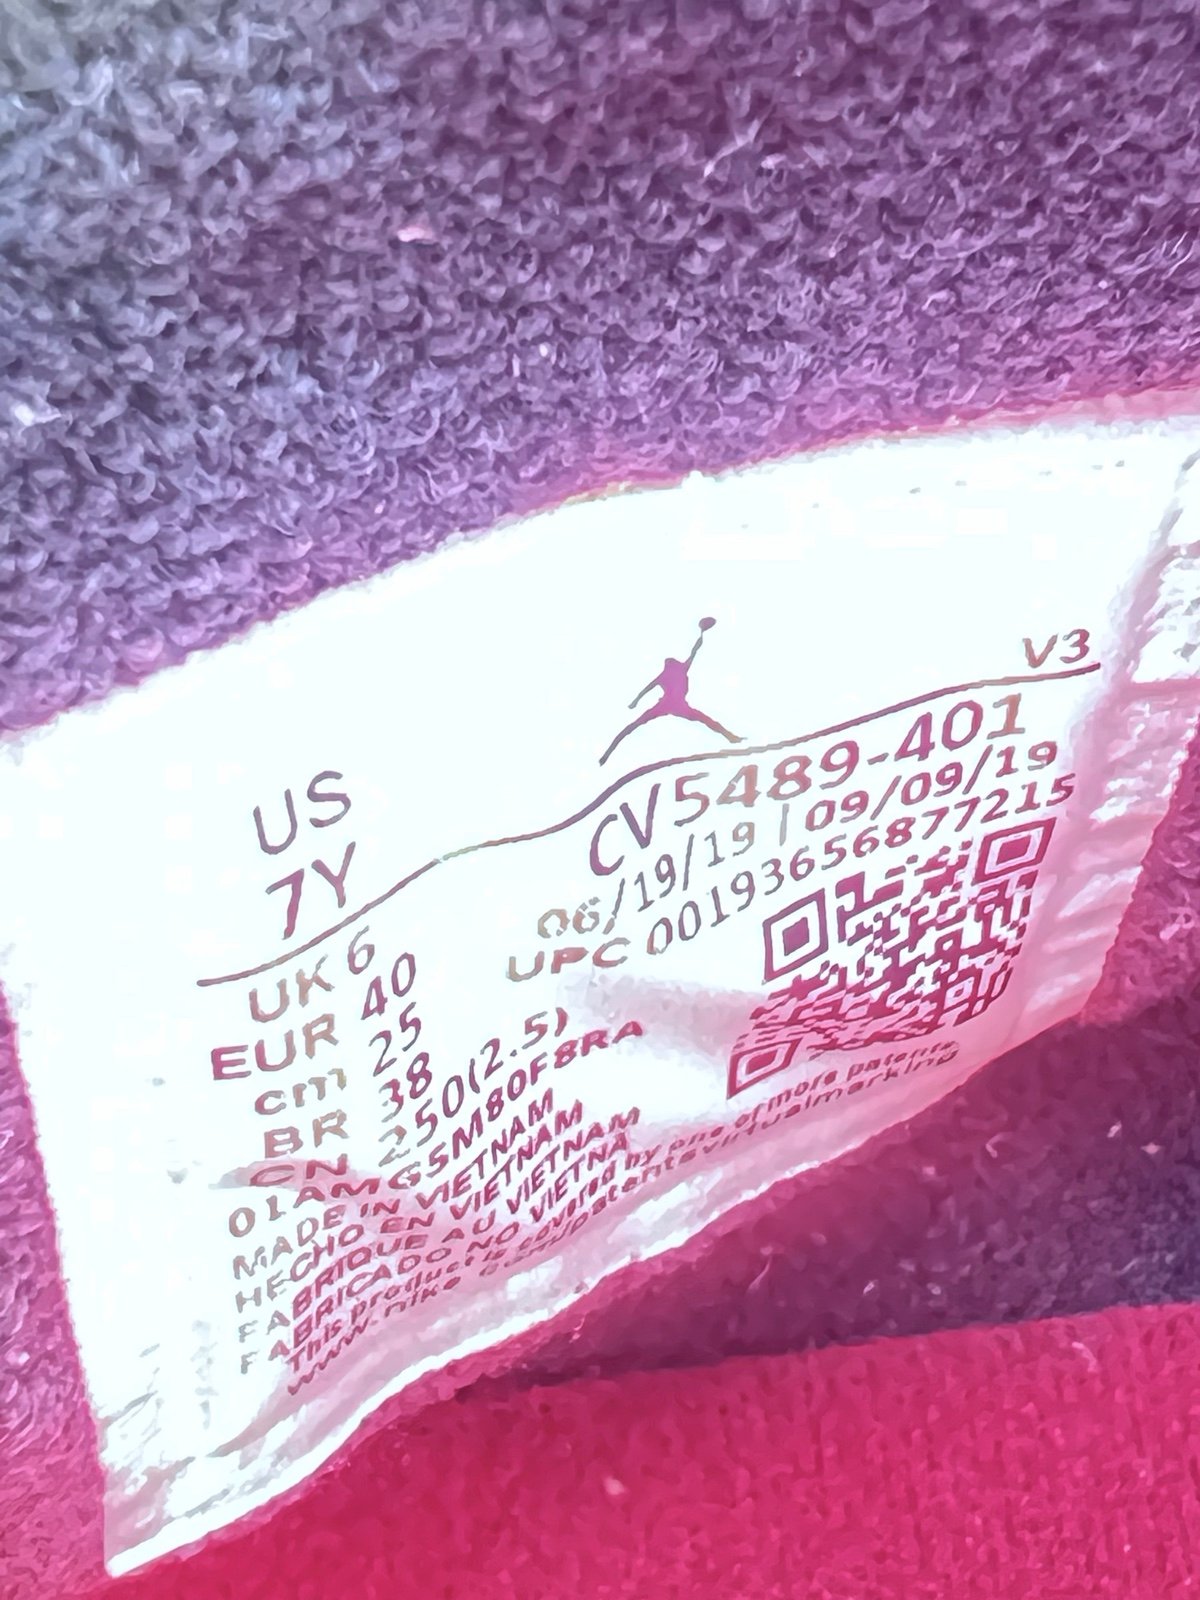 V3
US
7Y
CV5489-401
06/19/19 | 09/09/19
UPC 00193656877215
UK 6
EUR 40
cm 25
BR 38
CN 250(2.5)
01AMGSM80F8RA
MADE IN VIETNAM
HECHO EN VIETNAM
FABRIQUE AU VIETNAM
FABRICADO NO VIETNA
This product is covered by one or more patents
www.nike.com/patentsvirtualmarking